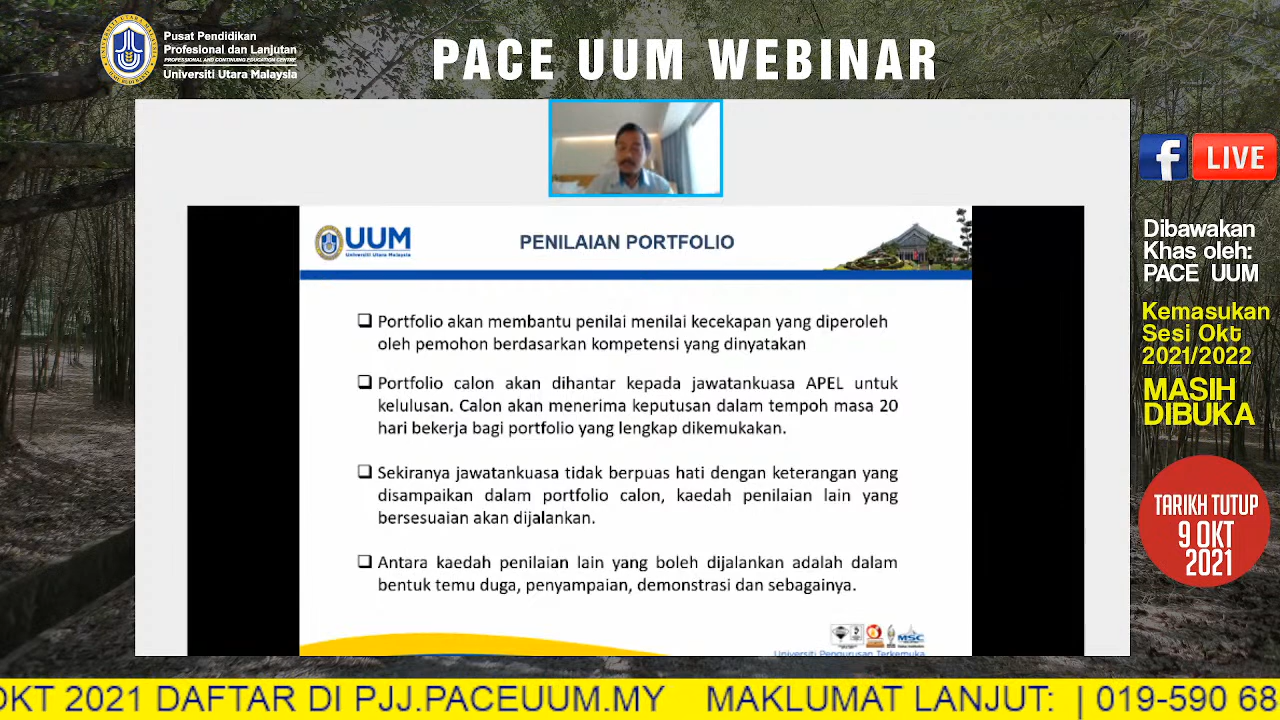 Pusat Pendidikan
Profesional dan Lanjutan
PROFESSIONAL AND CONTINUING EDUCATION CENTRE
Universiti Utara Malaysia
PACE UUM WEBINAR
LIVE
Dibawakan
Khas oleh:
PACE UUM
Kemasukan
Sesi Okt
2021/2022
MASIH
DIBUKA
TARIKH TUTUP
9 OKT
2021
UUM
Universiti Utara Malaysia
PENILAIAN PORTFOLIO
Portfolio akan membantu penilai menilai kecekapan yang diperoleh
oleh pemohon berdasarkan kompetensi yang dinyatakan
Portfolio calon akan dihantar kepada jawatankuasa APEL untuk
kelulusan. Calon akan menerima keputusan dalam tempoh masa 20
hari bekerja bagi portfolio yang lengkap dikemukakan.
Sekiranya jawatankuasa tidak berpuas hati dengan keterangan yang
disampaikan dalam portfolio calon, kaedah penilaian lain yang
bersesuaian akan dijalankan.
Antara kaedah penilaian lain yang boleh dijalankan adalah dalam
bentuk temu duga, penyampaian, demonstrasi dan sebagainya.
MSC
Universiti Pengurusan Terkemuka
OKT 2021 DAFTAR DI PJJ.PACEUUM.MY MAKLUMAT LANJUT: | 019-590 68